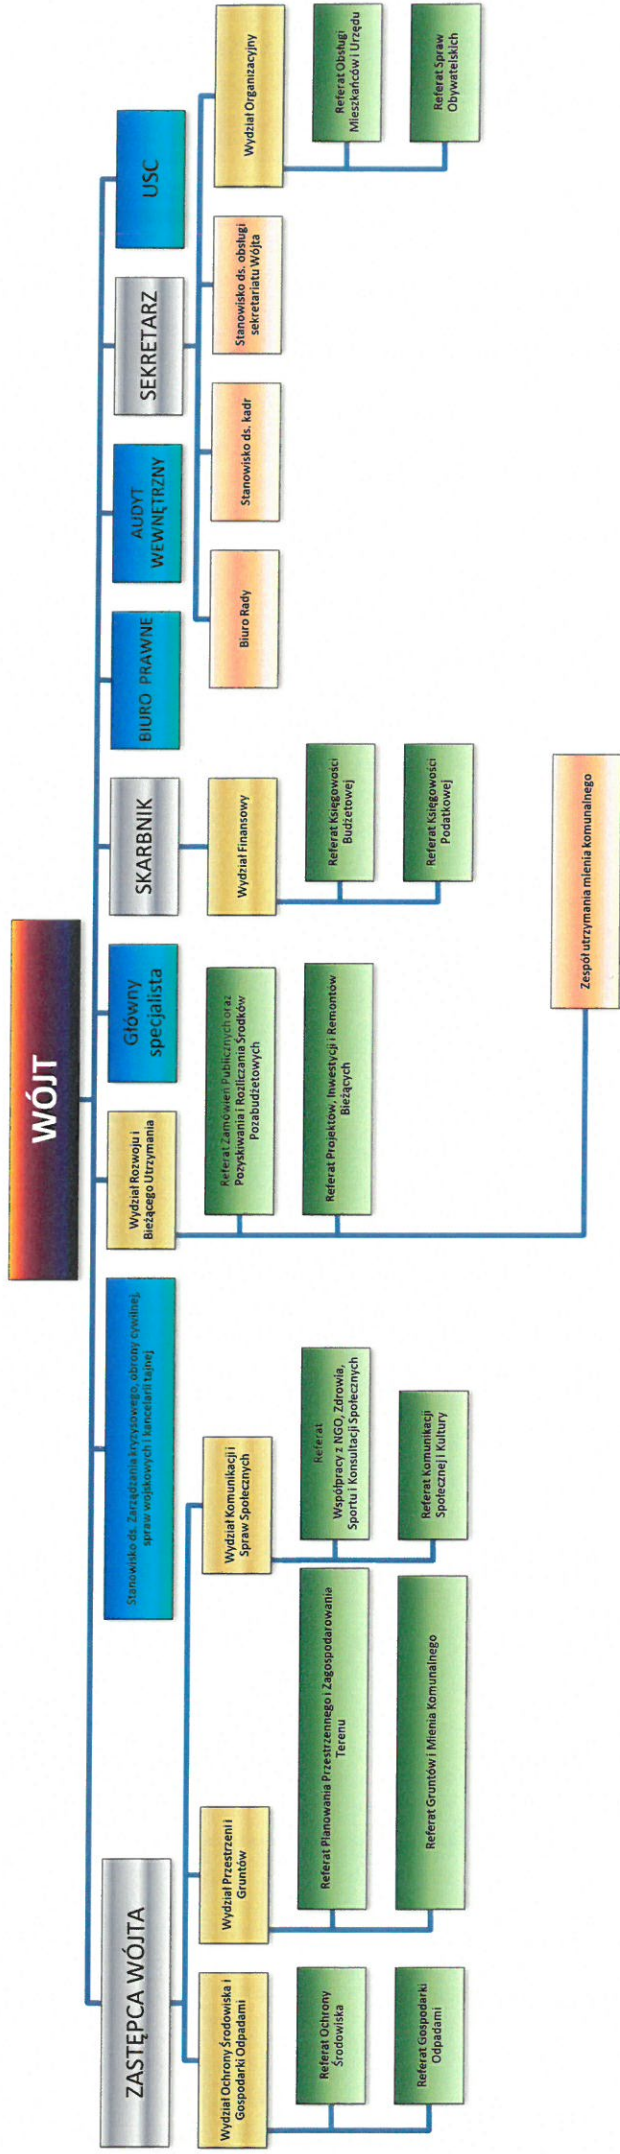 WÓJT
ZASTĘPCA WÓJTA
Stanowisko ds. Zarządzania kryzysowego, obrony cywilnej,
spraw wojskowych i kancelarii tajnej
Wydział Rozwoju i
Bieżącego Utrzymania
Główny
specjalista
SKARBNIK
BIURO PRAWNE
AUDYT
WEWNĘTRZNY
SEKRETARZ
USC
Wydział Ochrony Środowiska i
Gospodarki Odpadami
Referat Ochrony
Środowiska
Referat Gospodarki
Odpadami
Wydział Przestrzeni i
Gruntów
Referat Planowania Przestrzennego i Zagospodarowania
Terenu
Referat Gruntów i Mienia Komunalnego
Wydział Komunikacji i
Spraw Społecznych
Referat
Współpracy z NGO, Zdrowia,
Sportu i Konsultacji Społecznych
Referat Komunikacji
Społecznej i Kultury
Referat Zamówień Publicznych oraz
Pozyskiwania i Rozliczania Środków
Pozabudżetowych
Referat Projektów, Inwestycji i Remontów
Bieżących
Zespół utrzymania mienia komunalnego
Wydział Finansowy
Referat Księgowości
Budżetowej
Referat Księgowości
Podatkowej
Biuro Rady
Stanowisko ds. kadr
Stanowisko ds. obsługi
sekretariatu Wójta
Wydział Organizacyjny
Referat Obsługi
Mieszkańców i Urzędu
Referat Spraw
Obywatelskich